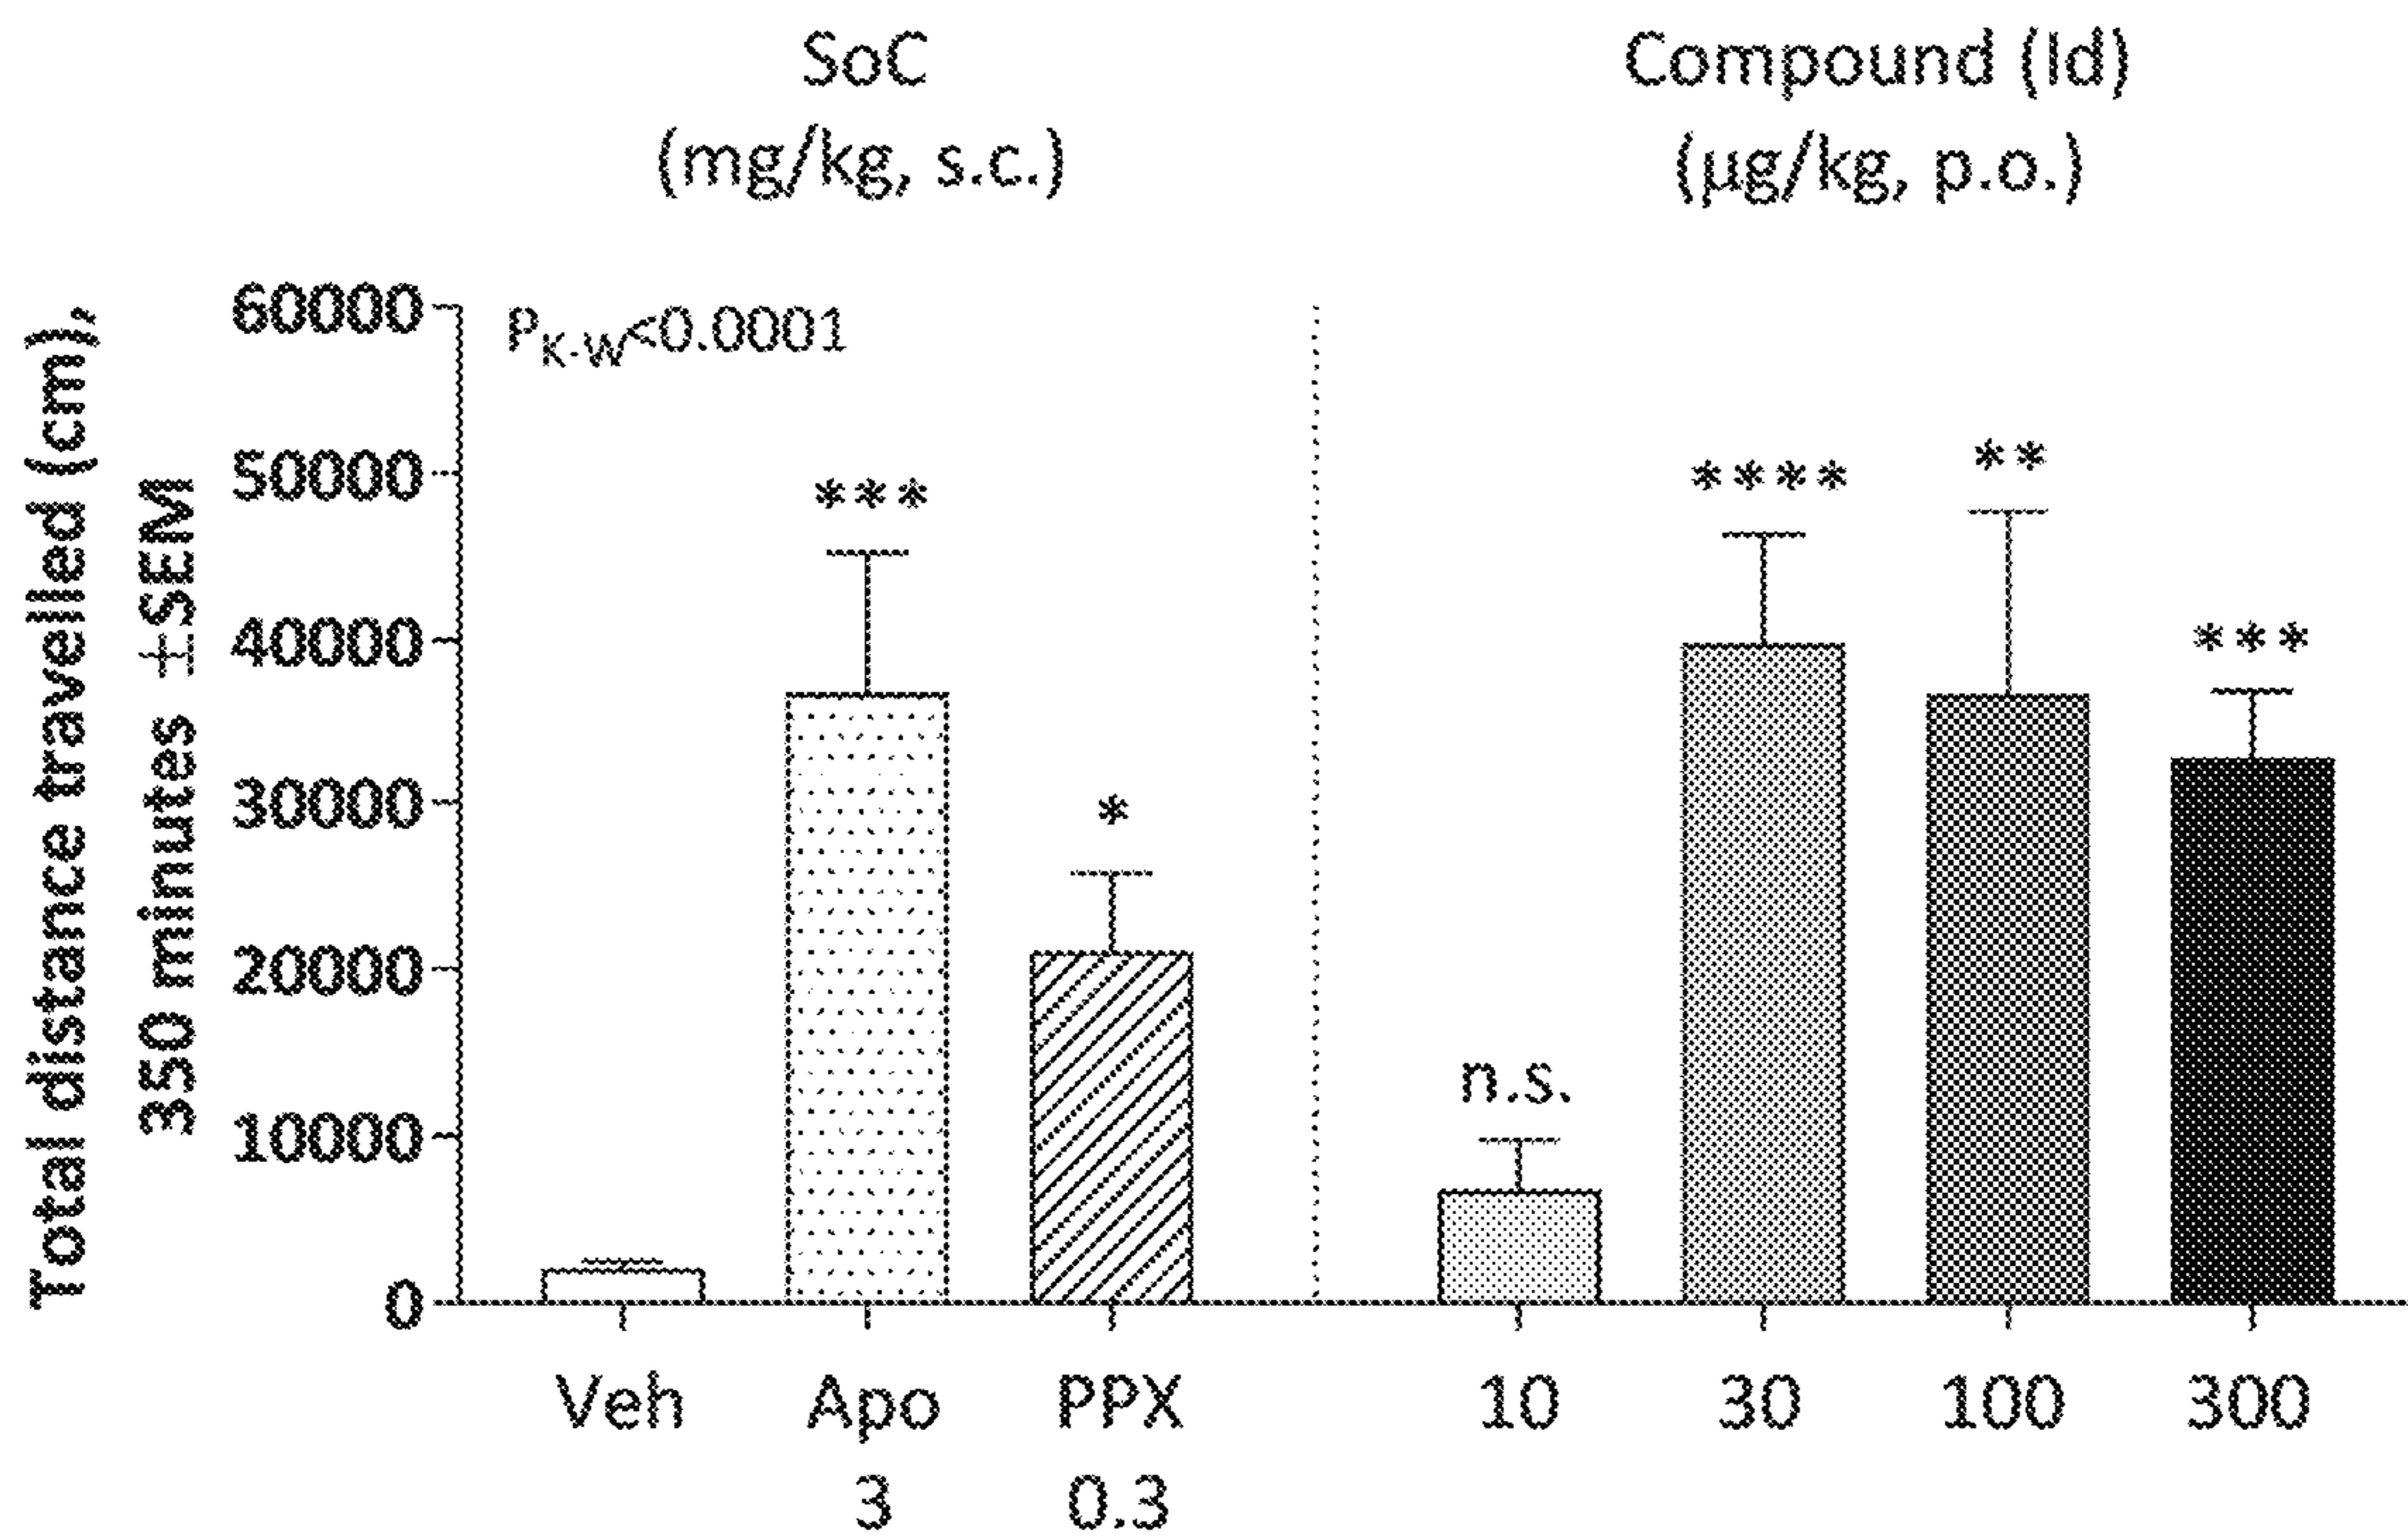 SoC
(mg/kg, s.c.)
Compound (Id)
(µg/kg, p.o.)
Total distance travelled (cm),
350 minutes ±SEM
60000
50000
40000
30000
20000
10000
0
PK-W<0.0001
***
*
n.s.
****
**
***
Veh
Apo
3
PPX
0.3
10
30
100
300